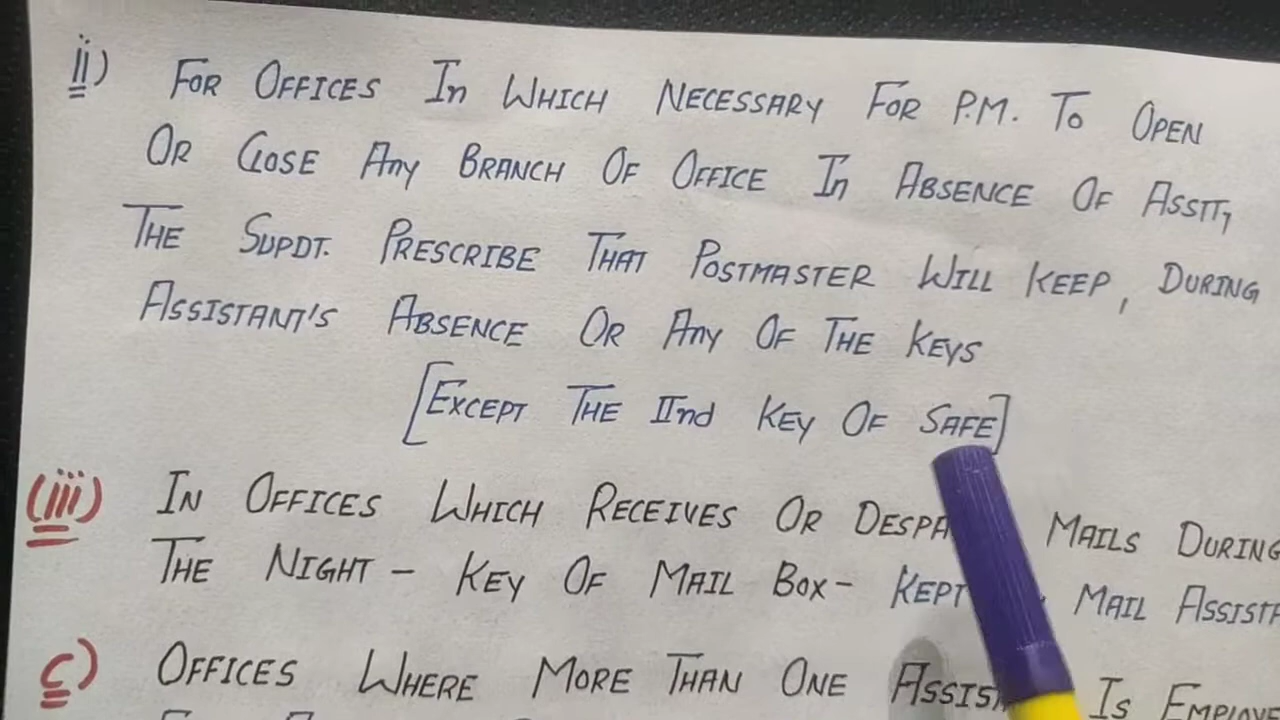 ii) FOR OFFICES In WHICH NECESSARY FOR P.M. TO OPEN
OR CLOSE Any BRANCH OF OFFICE In ABSENCE OF ASSTT,
THE SUPDT. PRESCRIBE THAT POSTMASTER WILL KEEP, DURING
ASSISTANT'S ABSENCE OR Any OF THE KEYS
[EXCEPT THE IInd KEY OF SAFE]
(iii) IN OFFICES WHICH RECEIVES OR DESPA MAILS DURING
THE NIGHT - KEY OF MAIL BOX - KEPT MAIL ASSISTA
c) OFFICES WHERE MORE THAN ONE ASSIS IS EMPLOYE